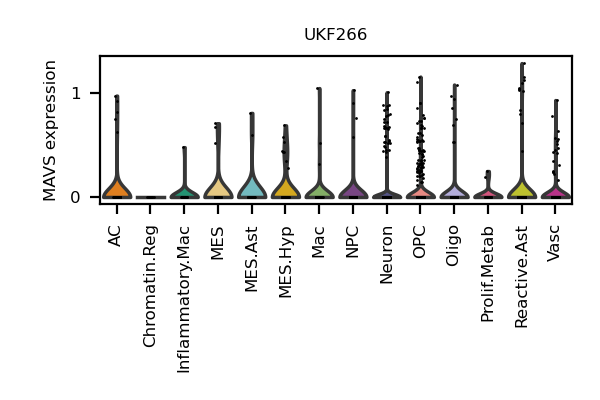 UKF266
MAVS expression
1
0
AC
Chromatin.Reg
Inflammatory.Mac
MES
MES.Ast
MES.Hyp
Mac
NPC
Neuron
OPC
Oligo
Prolif.Metab
Reactive.Ast
Vasc